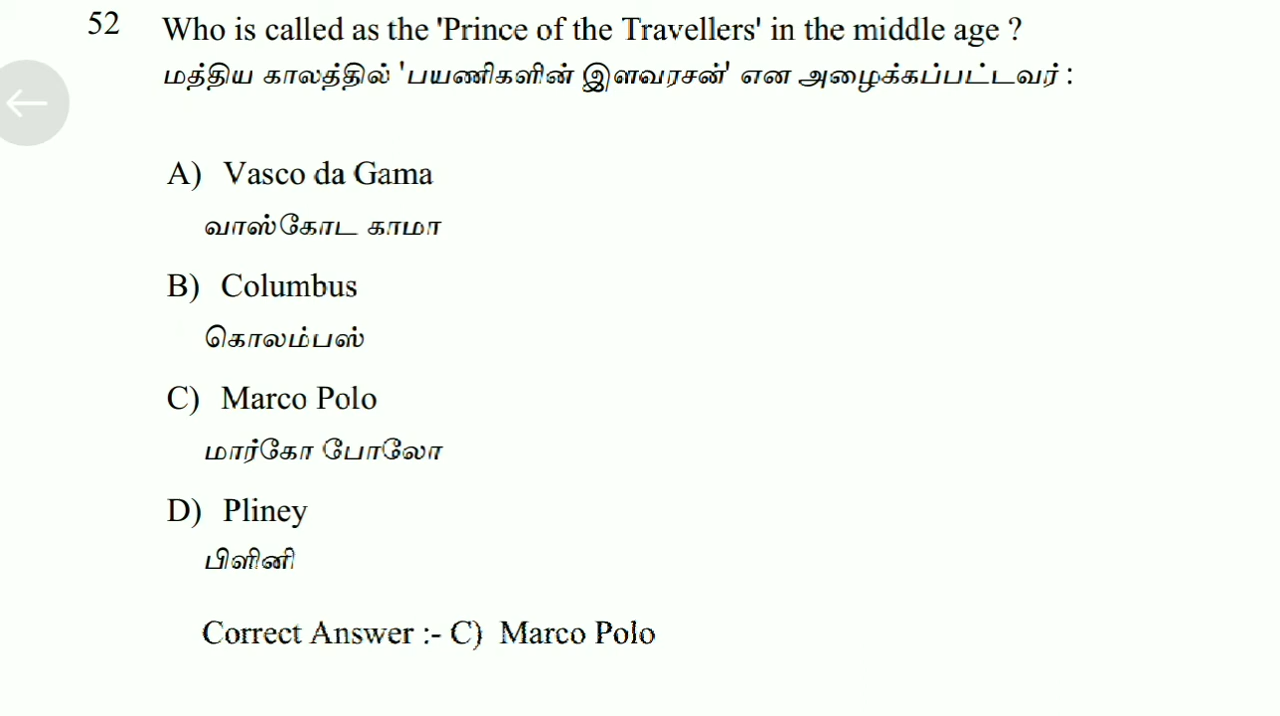 52 Who is called as the 'Prince of the Travellers' in the middle age ?
மத்திய காலத்தில் 'பயணிகளின் இளவரசன்' என அழைக்கப்பட்டவர் :
A) Vasco da Gama
வாஸ்கோட காமா
B) Columbus
கொலம்பஸ்
C) Marco Polo
மார்கோ போலோ
D) Pliney
பிளினி
Correct Answer :- C) Marco Polo